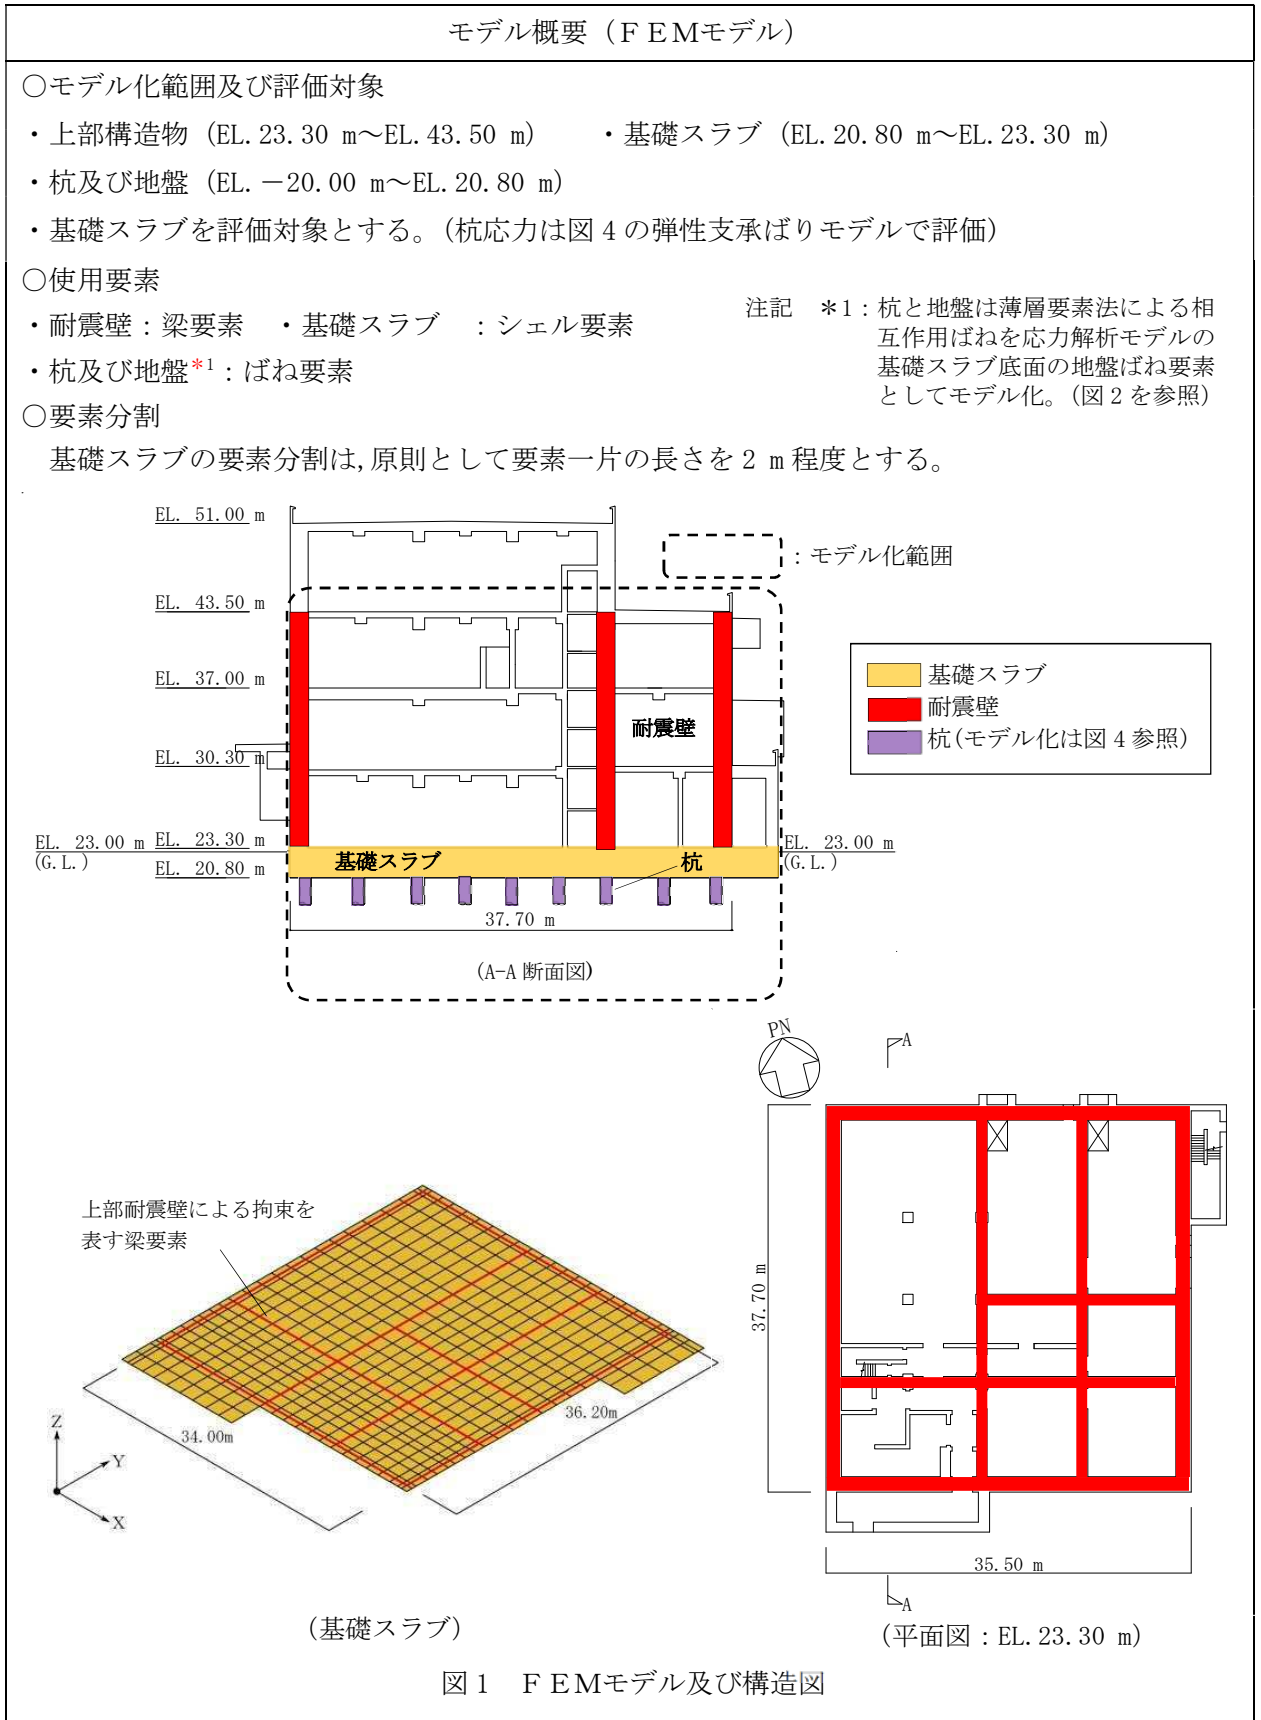 モデル概要（ＦＥＭモデル）
○モデル化範囲及び評価対象
・上部構造物（EL.23.30 m～EL.43.50 m）　・基礎スラブ（EL.20.80 m～EL.23.30 m）
・杭及び地盤（EL.－20.00 m～EL.20.80 m）
・基礎スラブを評価対象とする。（杭応力は図4の弾性支承ばりモデルで評価）
○使用要素
・耐震壁：梁要素　・基礎スラブ　：シェル要素
・杭及び地盤*1：ばね要素
注記　＊1：杭と地盤は薄層要素法による相
互作用ばねを応力解析モデルの
基礎スラブ底面の地盤ばね要素
としてモデル化。（図2を参照）
○要素分割
基礎スラブの要素分割は,原則として要素一片の長さを2 m程度とする。
EL. 51.00 m
：モデル化範囲
EL. 43.50 m
EL. 37.00 m
基礎スラブ
耐震壁
杭（モデル化は図4参照）
耐震壁
EL. 30.30 m
EL. 23.00 m
(G.L.)
EL. 23.30 m
EL. 20.80 m
基礎スラブ
杭
EL. 23.00 m
(G.L.)
37.70 m
（A-A 断面図）
PN
A
上部耐震壁による拘束を
表す梁要素
37.70 m
36.20m
34.00m
Z
Y
X
35.50 m
A
（基礎スラブ）
（平面図：EL.23.30 m）
図1　ＦＥＭモデル及び構造図